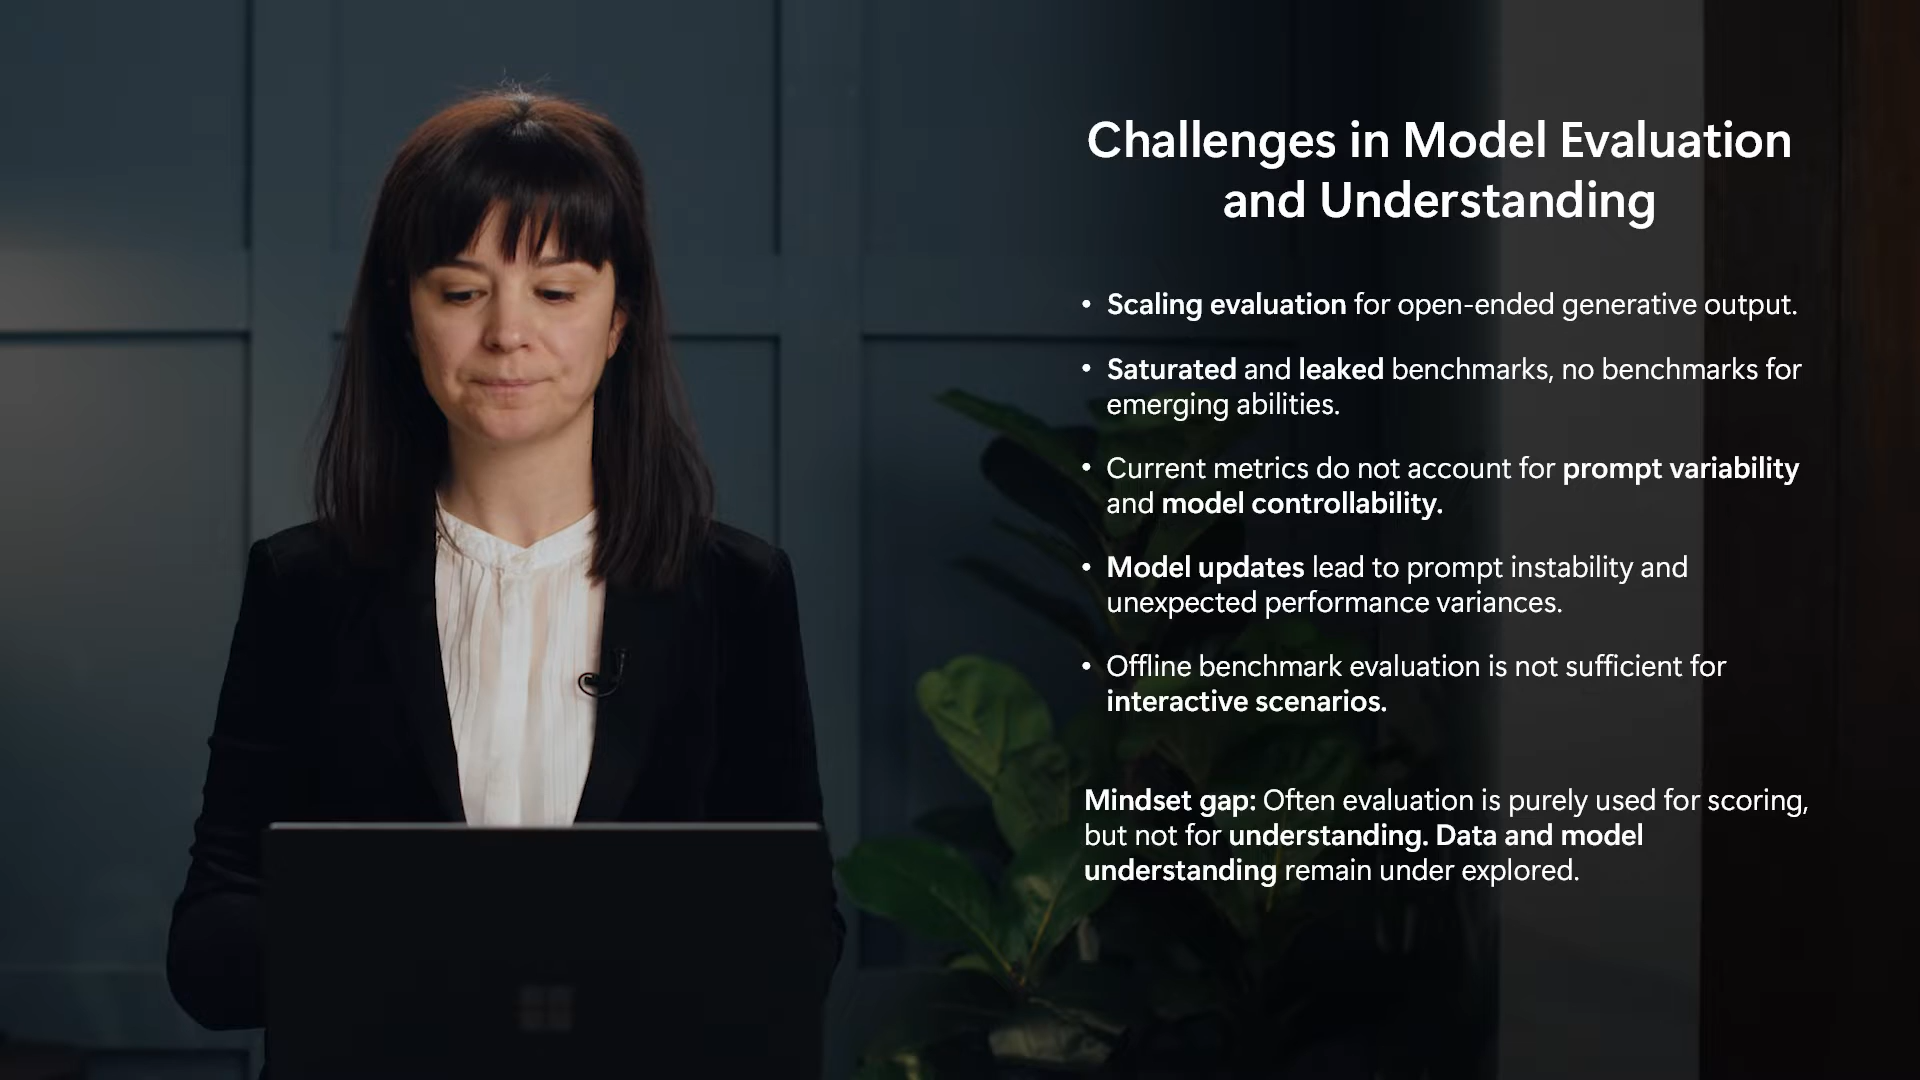 Challenges in Model Evaluation
and Understanding
• Scaling evaluation for open-ended generative output.
• Saturated and leaked benchmarks, no benchmarks for
emerging abilities.
• Current metrics do not account for prompt variability
and model controllability.
• Model updates lead to prompt instability and
unexpected performance variances.
• Offline benchmark evaluation is not sufficient for
interactive scenarios.
Mindset gap: Often evaluation is purely used for scoring,
but not for understanding. Data and model
understanding remain under explored.